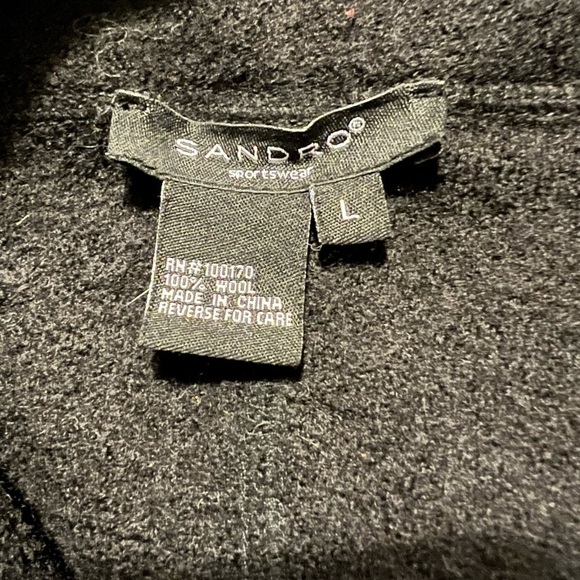 SANDRO®
sportswear
L
RN#100170
100% WOOL
MADE IN CHINA
REVERSE FOR CARE